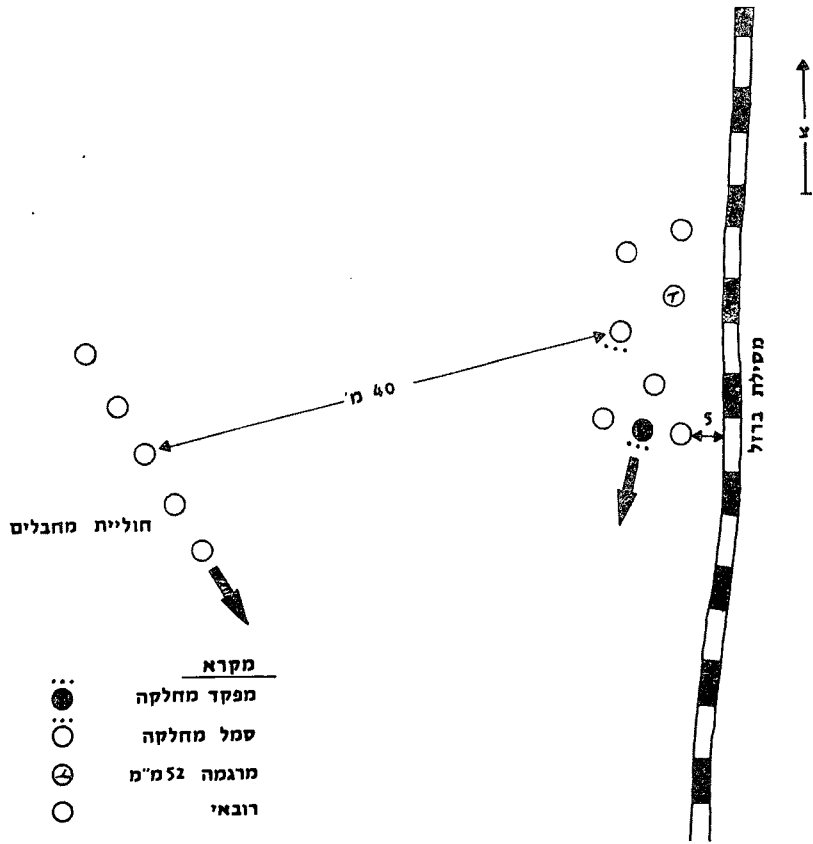 צ
מסילת ברזל
40 מ'
5
חוליית מחבלים
מקרא
מפקד מחלקה
סמל מחלקה
מרגמה 52 מ"מ
רובאי